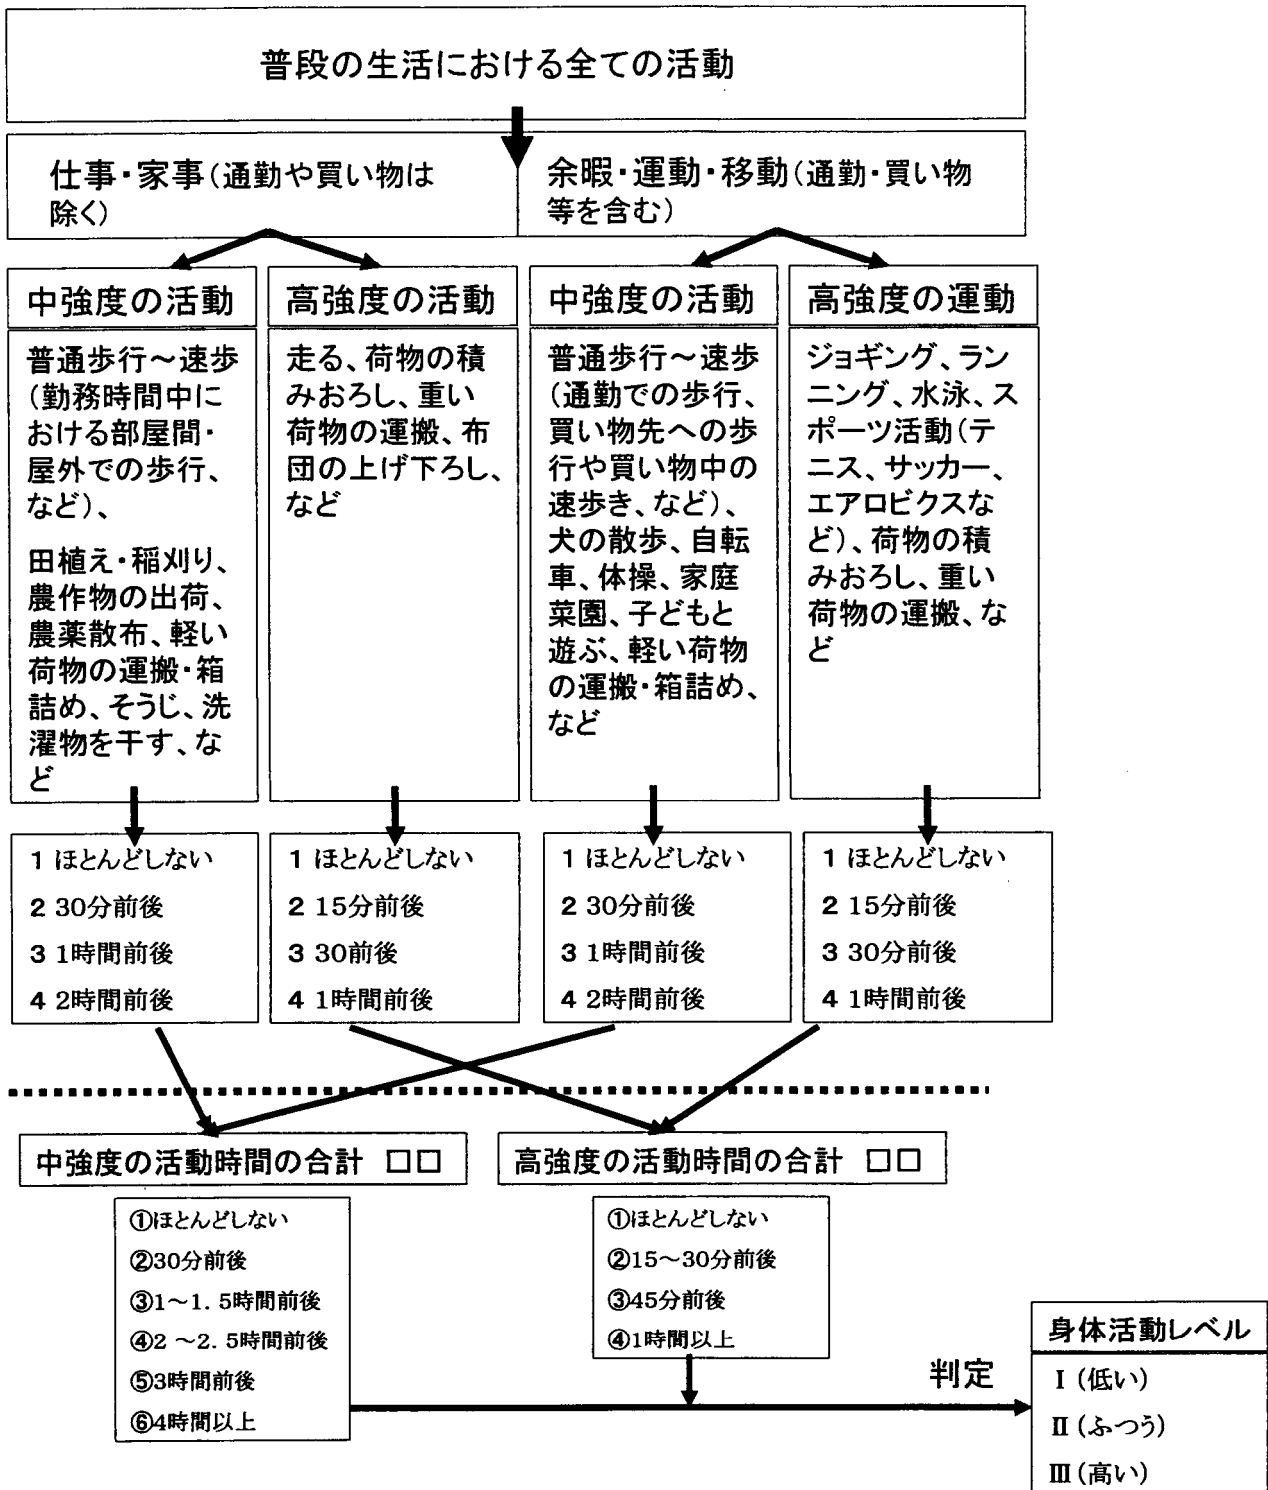 普段の生活における全ての活動
仕事・家事(通勤や買い物は
除く)
余暇・運動・移動(通勤・買い物
等を含む)
中強度の活動
普通歩行～速歩
(勤務時間中に
おける部屋間・
屋外での歩行、
など)、
田植え・稲刈り、
農作物の出荷、
農薬散布、軽い
荷物の運搬・箱
詰め、そうじ、洗
濯物を干す、な
ど
高強度の活動
走る、荷物の積
みおろし、重い
荷物の運搬、布
団の上げ下ろし、
など
中強度の活動
普通歩行～速歩
(通勤での歩行、
買い物先への歩
行や買い物中の
速歩き、など)、
犬の散歩、自転
車、体操、家庭
菜園、子どもと
遊ぶ、軽い荷物
の運搬・箱詰め、
など
高強度の運動
ジョギング、ラン
ニング、水泳、ス
ポーツ活動(テ
ニス、サッカー、
エアロビクスな
ど)、荷物の積
みおろし、重い
荷物の運搬、な
ど
1 ほとんどしない
2 30分前後
3 1時間前後
4 2時間前後
1 ほとんどしない
2 15分前後
3 30前後
4 1時間前後
1 ほとんどしない
2 30分前後
3 1時間前後
4 2時間前後
1 ほとんどしない
2 15分前後
3 30分前後
4 1時間前後
中強度の活動時間の合計 □□
①ほとんどしない
②30分前後
③1～1.5時間前後
④2～2.5時間前後
⑤3時間前後
⑥4時間以上
高強度の活動時間の合計 □□
①ほとんどしない
②15～30分前後
③45分前後
④1時間以上
判定
身体活動レベル
Ⅰ(低い)
Ⅱ(ふつう)
Ⅲ(高い)